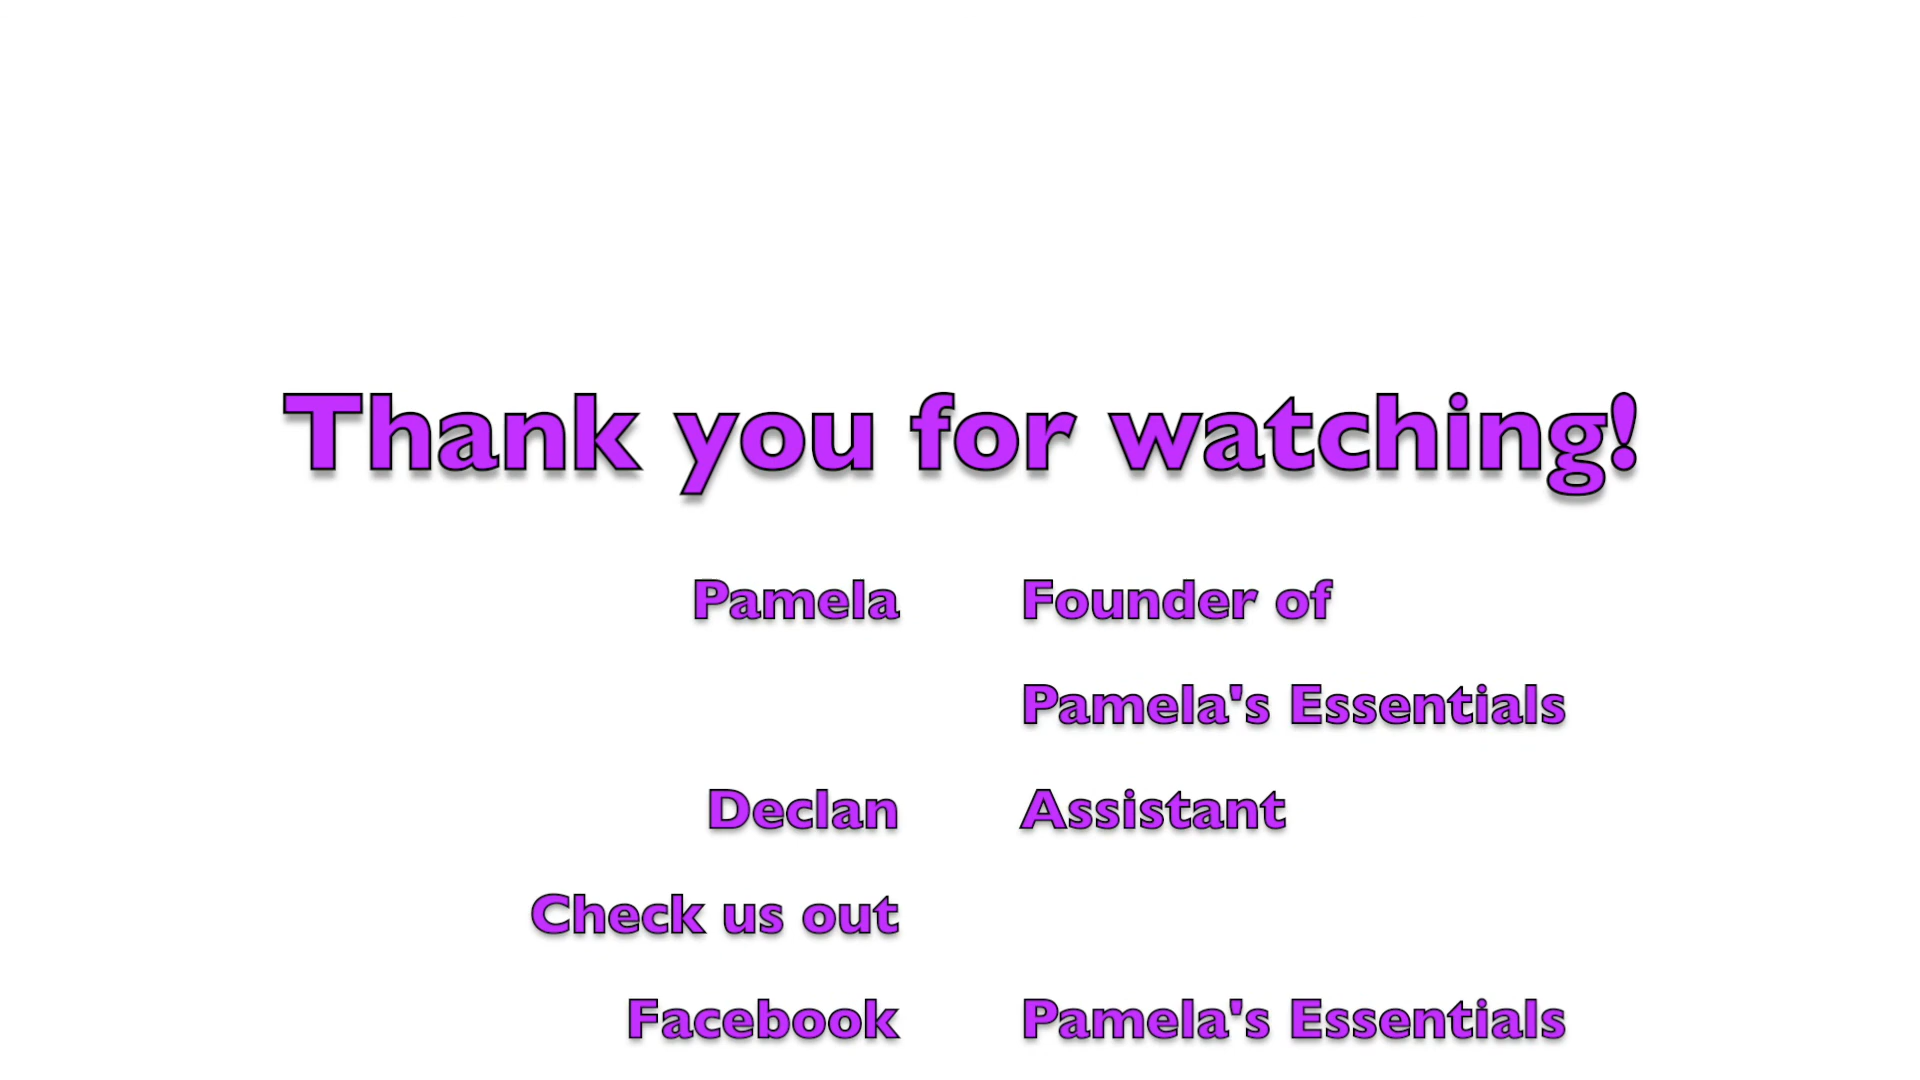 Thank you for watching!
Pamela Founder of
Pamela's Essentials
Declan Assistant
Check us out
Facebook Pamela's Essentials